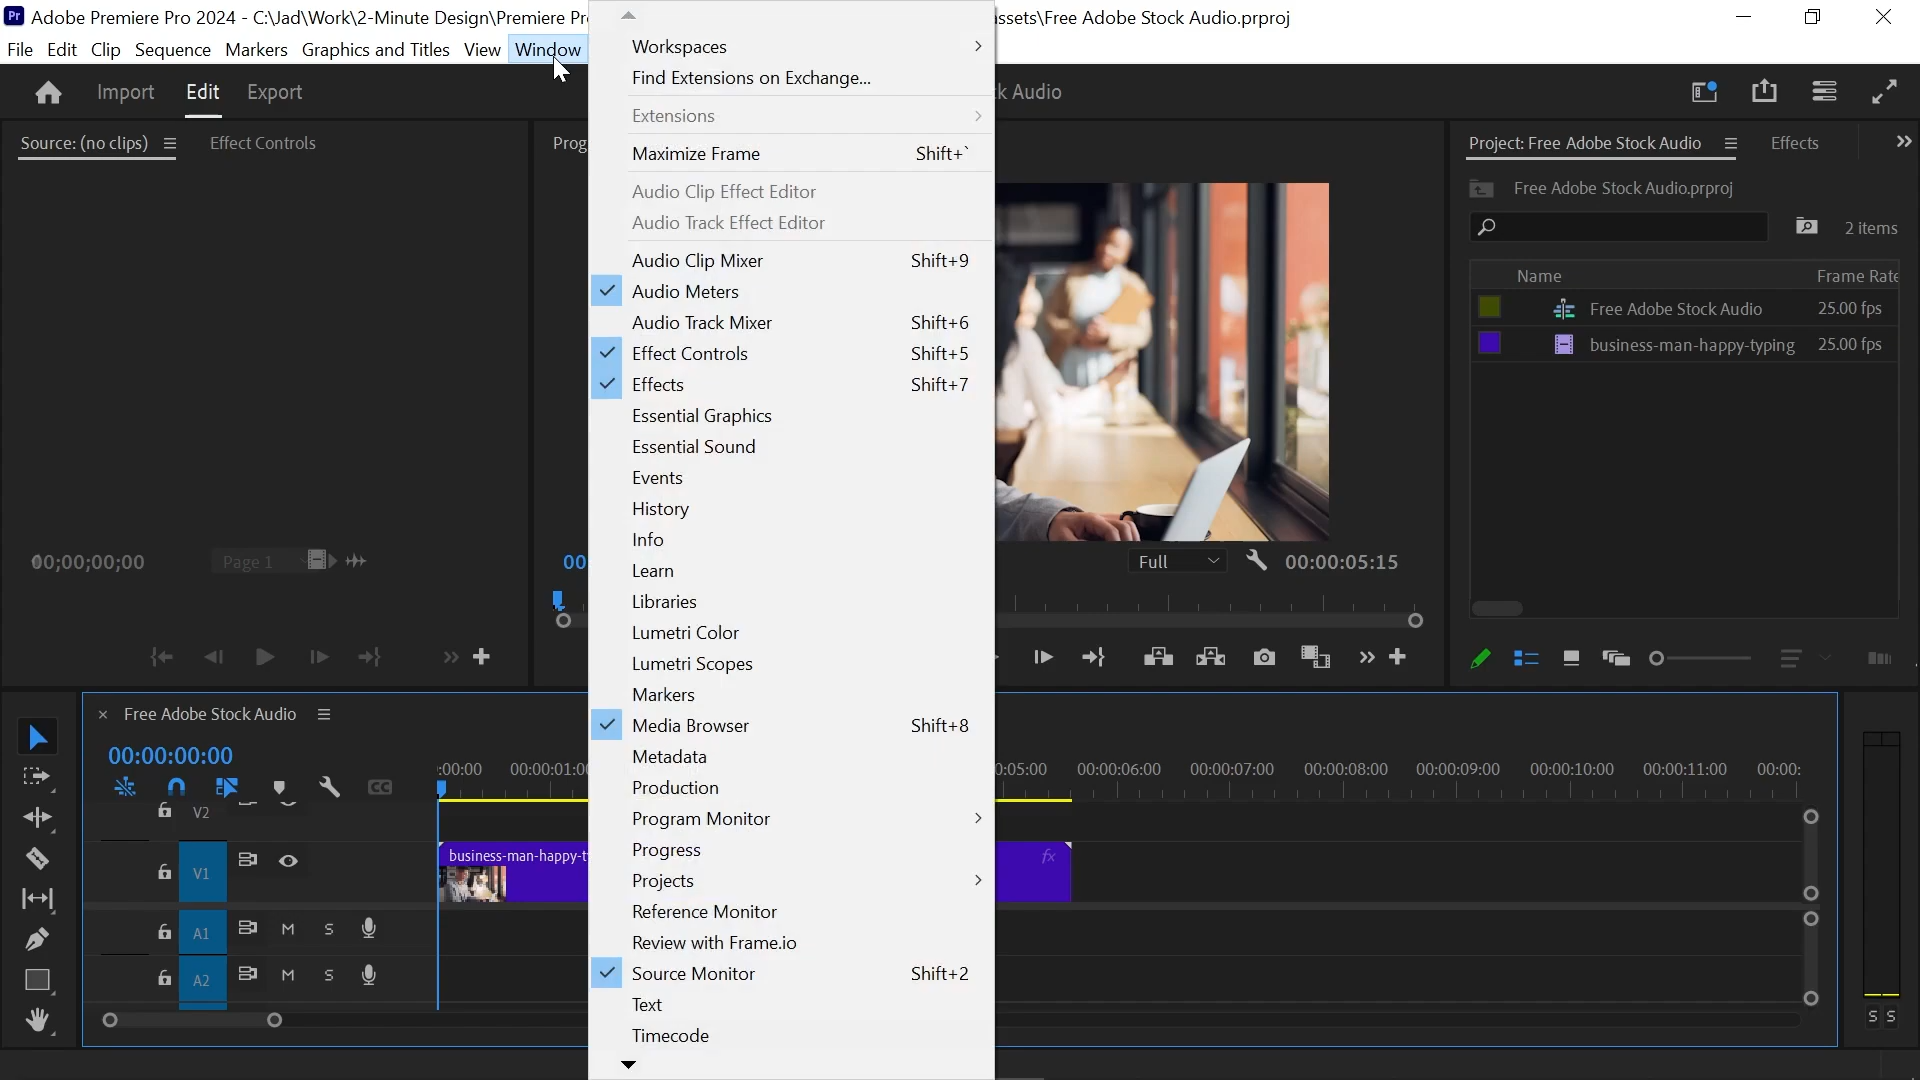 Adobe Premiere Pro 2024 - C:\Jad\Work\2-Minute Design\Premiere Pr
ssets\Free Adobe Stock Audio.prproj
File Edit Clip Sequence Markers Graphics and Titles View Window
Import Edit Export
k Audio
Source: (no clips)
Effect Controls
Prog
Project: Free Adobe Stock Audio
Effects
Free Adobe Stock Audio.prproj
2 items
Name Frame Rate
Free Adobe Stock Audio 25.00 fps
business-man-happy-typing 25.00 fps
Workspaces
Find Extensions on Exchange...
Extensions
Maximize Frame Shift+`
Audio Clip Effect Editor
Audio Track Effect Editor
Audio Clip Mixer Shift+9
Audio Meters
Audio Track Mixer Shift+6
Effect Controls Shift+5
Effects Shift+7
Essential Graphics
Essential Sound
Events
History
Info
Learn
Libraries
Lumetri Color
Lumetri Scopes
Markers
Media Browser Shift+8
Metadata
Production
Program Monitor
Progress
Projects
Reference Monitor
Review with Frame.io
Source Monitor Shift+2
Text
Timecode
00;00;00;00
Page 1
00
Full
00:00:05:15
Free Adobe Stock Audio
00:00:00:00
:00:00 00:00:01:00 0:05:00 00:00:06:00 00:00:07:00 00:00:08:00 00:00:09:00 00:00:10:00 00:00:11:00 00:00:
CC
V2
V1
business-man-happy-t
fx
A1 M S
A2 M S
S S